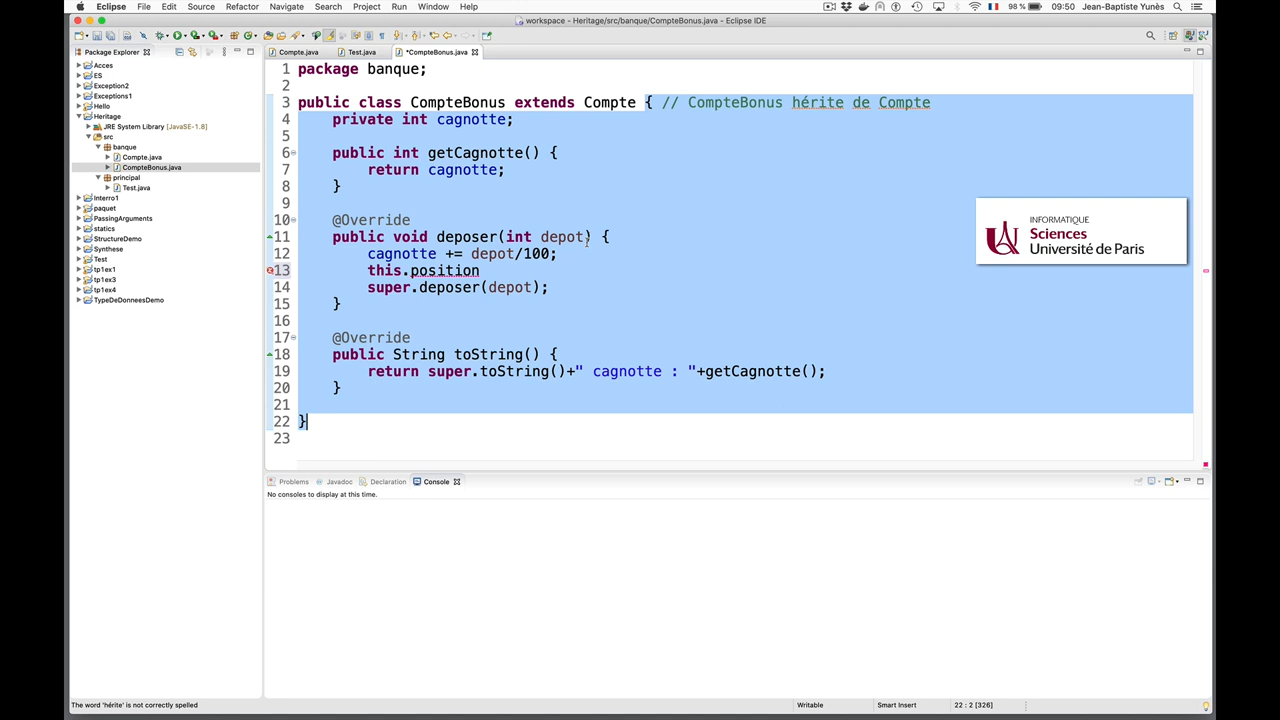 Eclipse File Edit Source Refactor Navigate Search Project Run Window Help 98 % 09:50 Jean-Baptiste Yunès
workspace - Heritage/src/banque/CompteBonus.java - Eclipse IDE
Package Explorer
Compte.java Test.java *CompteBonus.java
Acces
ES
Exception2
Exceptions1
Hello
Heritage
JRE System Library [JavaSE-1.8]
src
banque
Compte.java
CompteBonus.java
principal
Test.java
Interro1
paquet
PassingArguments
statics
StructureDemo
Synthese
Test
tp1ex1
tp1ex3
tp1ex4
TypeDeDonneesDemo
1 package banque;
2
3 public class CompteBonus extends Compte { // CompteBonus hérite de Compte
4 private int cagnotte;
5
6 public int getCagnotte() {
7 return cagnotte;
8 }
9
10 @Override
11 public void deposer(int depot) {
12 cagnotte += depot/100;
13 this.position
14 super.deposer(depot);
15 }
16
17 @Override
18 public String toString() {
19 return super.toString()+" cagnotte : "+getCagnotte();
20 }
21
22 }
23
INFORMATIQUE
Sciences
Université de Paris
Problems Javadoc Declaration Console
No consoles to display at this time.
The word 'hérite' is not correctly spelled Writable Smart Insert 22 : 2 [326]